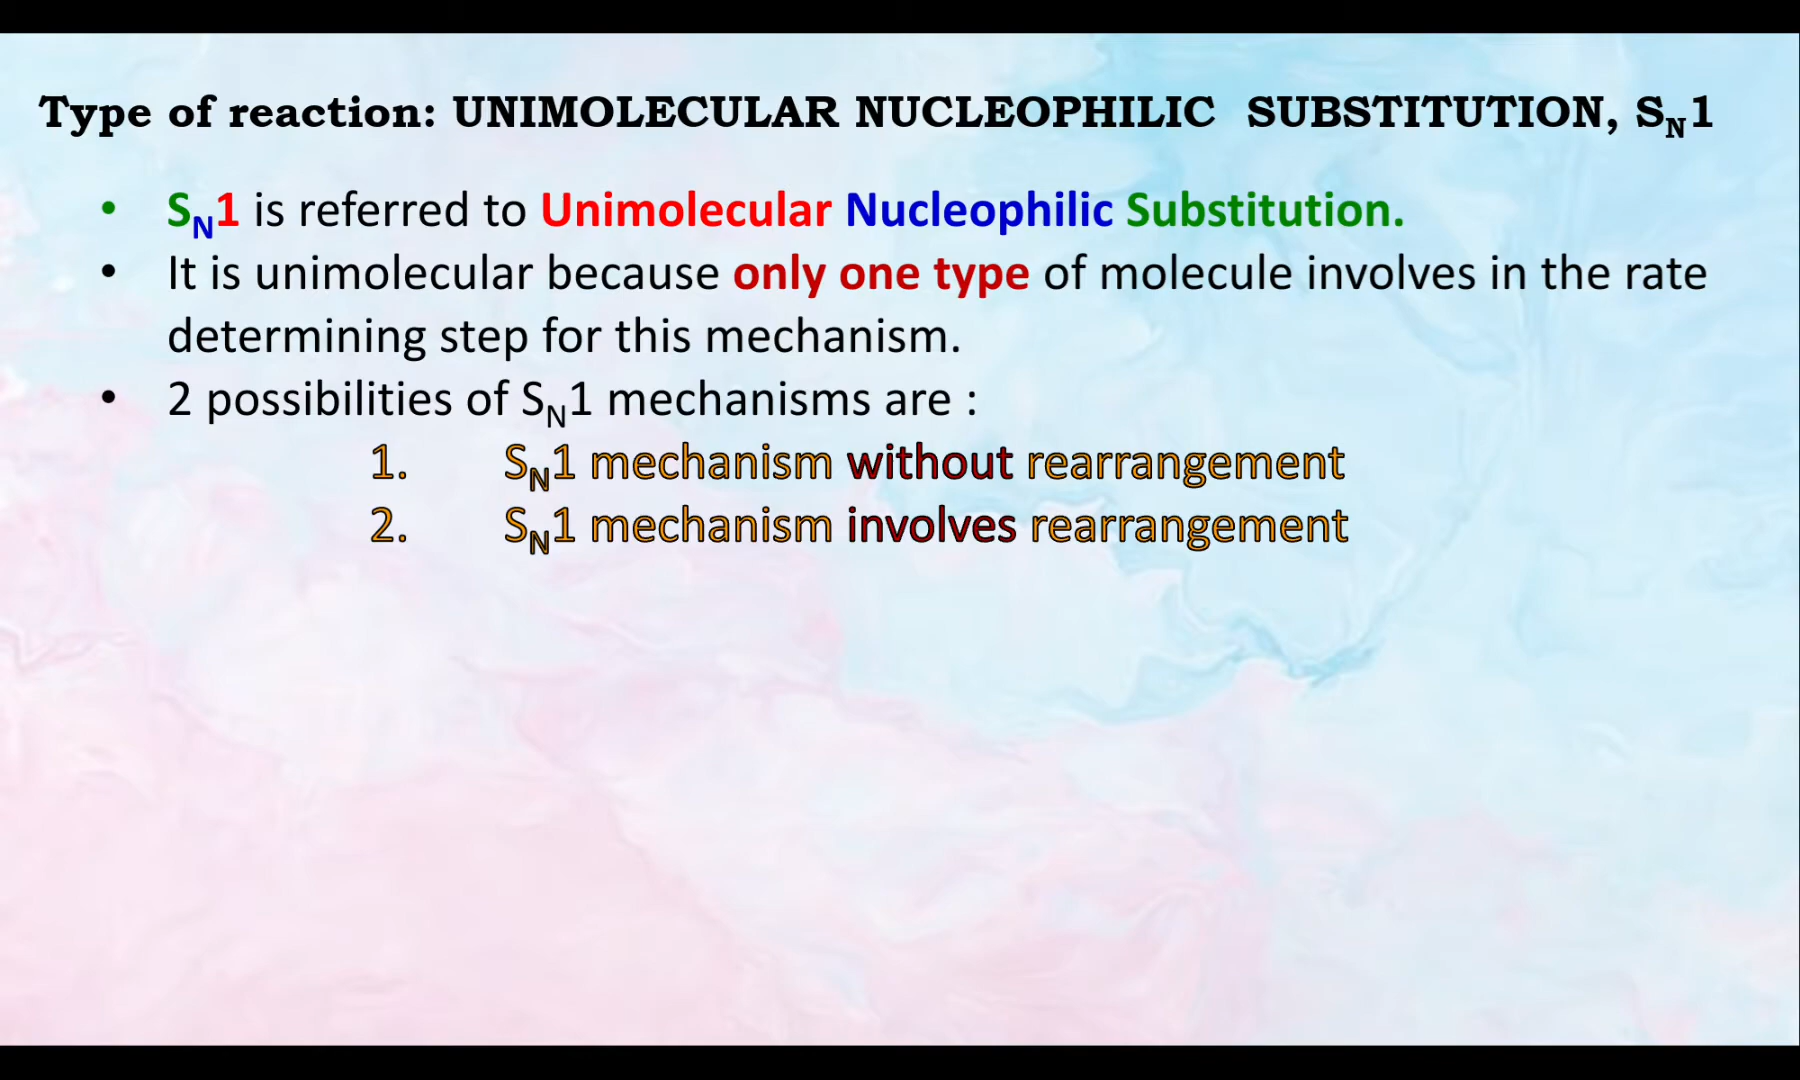 Type of reaction: UNIMOLECULAR NUCLEOPHILIC SUBSTITUTION, SN1
• SN1 is referred to Unimolecular Nucleophilic Substitution.
• It is unimolecular because only one type of molecule involves in the rate
determining step for this mechanism.
• 2 possibilities of SN1 mechanisms are :
1. SN1 mechanism without rearrangement
2. SN1 mechanism involves rearrangement